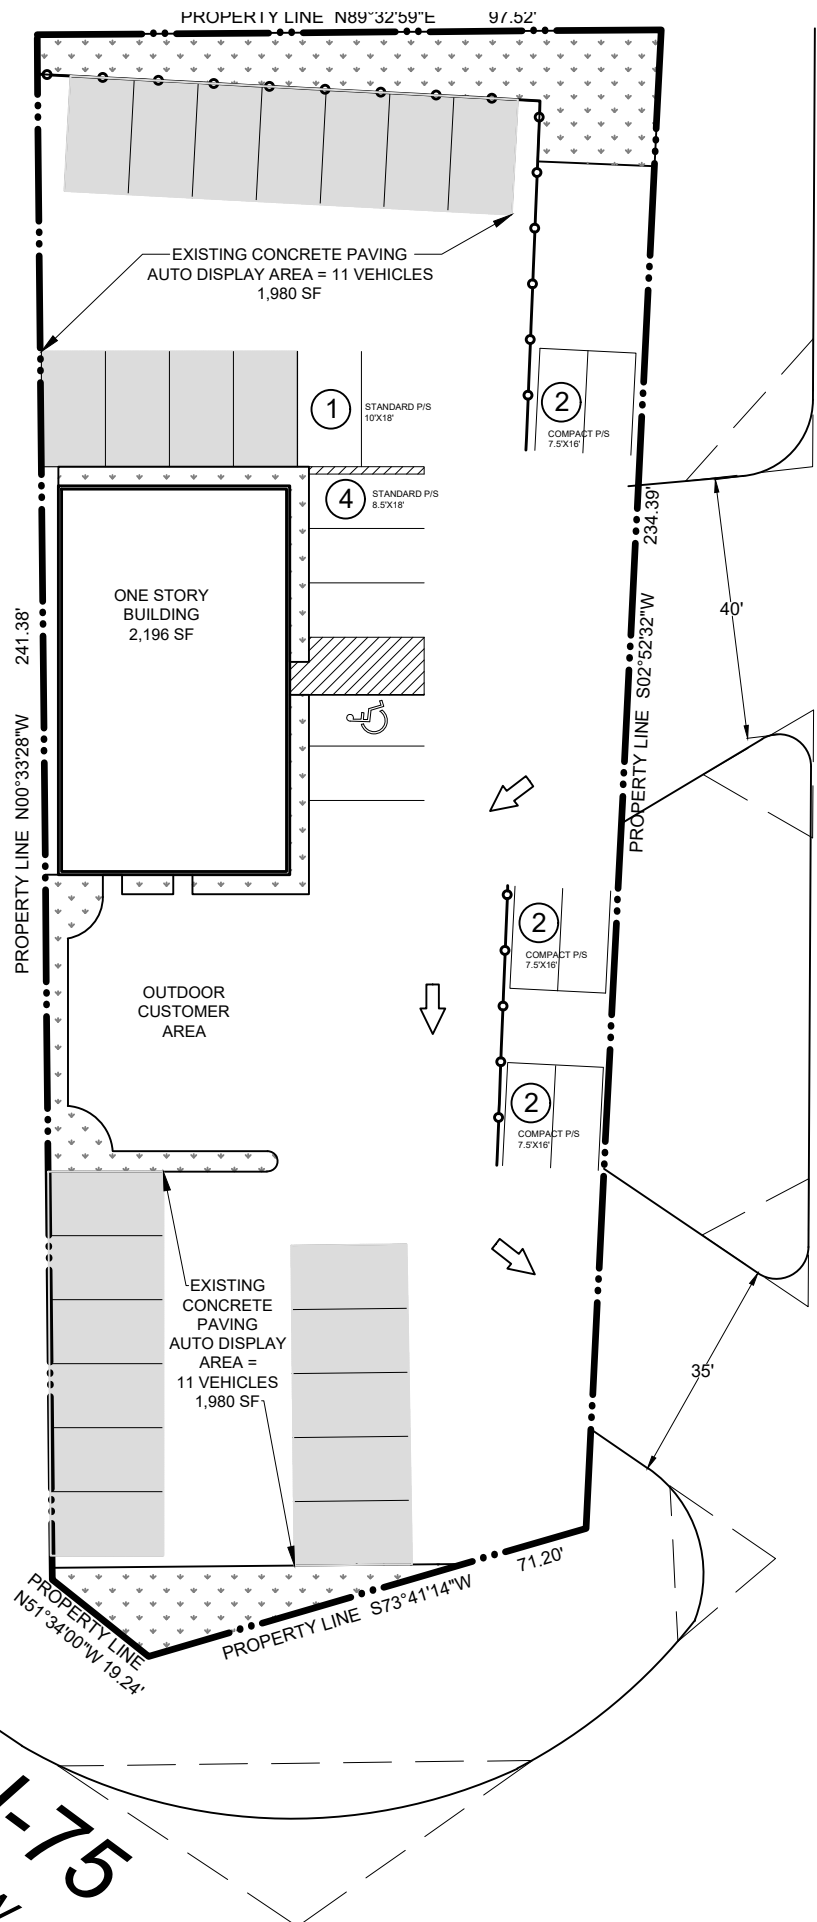 PROPERTY LINE N89°32'59"E 97.52'
EXISTING CONCRETE PAVING
AUTO DISPLAY AREA = 11 VEHICLES
1,980 SF
1
STANDARD P/S
10'X18'
2
COMPACT P/S
7.5'X16'
4
STANDARD P/S
8.5'X18'
234.39'
PROPERTY LINE S02°52'32"W
40'
ONE STORY
BUILDING
2,196 SF
241.38'
PROPERTY LINE N00°33'28"W
2
COMPACT P/S
7.5'X16'
OUTDOOR
CUSTOMER
AREA
2
COMPACT P/S
7.5'X16'
EXISTING
CONCRETE
PAVING
AUTO DISPLAY
AREA =
11 VEHICLES
1,980 SF
35'
71.20'
PROPERTY LINE S73°41'14"W
PROPERTY LINE
N51°34'00"W 19.24'
I-75